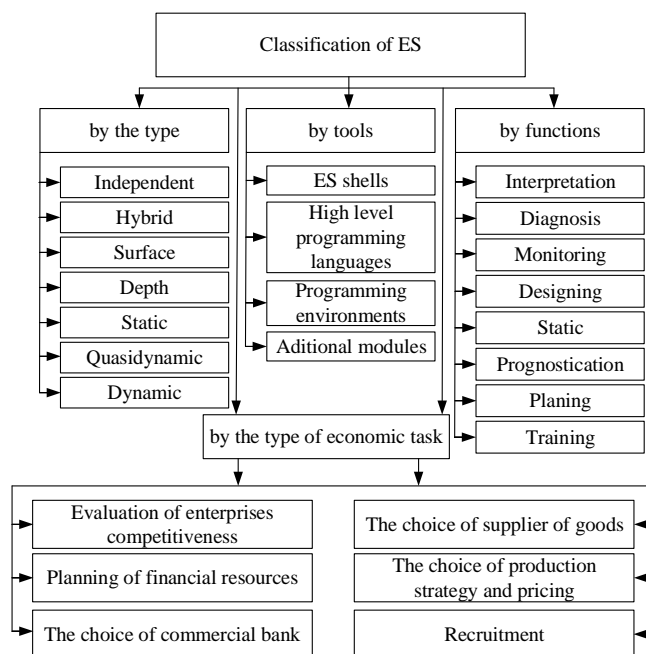 Classification of ES
by the type
by tools
by functions
Independent
Hybrid
Surface
Depth
Static
Quasidynamic
Dynamic
ES shells
High level
programming
languages
Programming
environments
Aditional modules
Interpretation
Diagnosis
Monitoring
Designing
Static
Prognostication
Planing
Training
by the type of economic task
Evaluation of enterprises
competitiveness
Planning of financial resources
The choice of commercial bank
The choice of supplier of goods
The choice of production
strategy and pricing
Recruitment